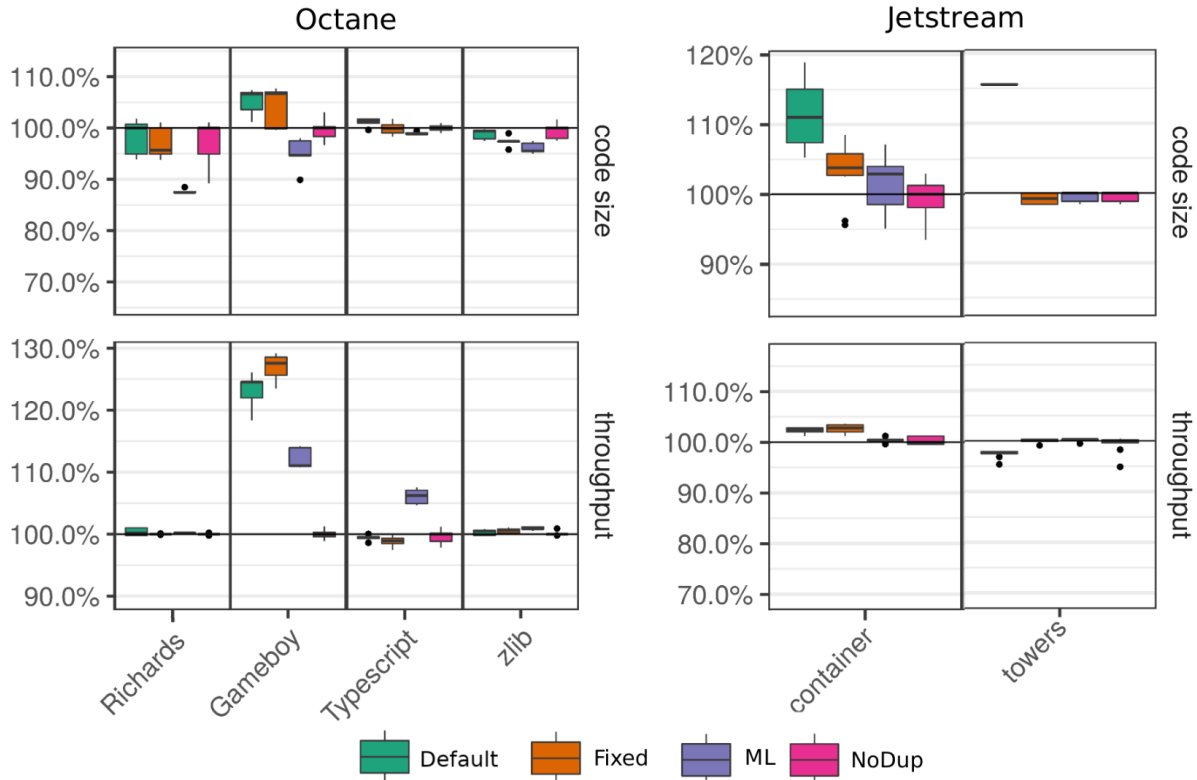 Octane
Jetstream
110.0%
100.0%
90.0%
80.0%
70.0%
code size
120%
110%
100%
90%
code size
130.0%
120.0%
110.0%
100.0%
90.0%
throughput
110.0%
100.0%
90.0%
80.0%
70.0%
throughput
Richards
Gameboy
Typescript
zlib
container
towers
Default
Fixed
ML
NoDup